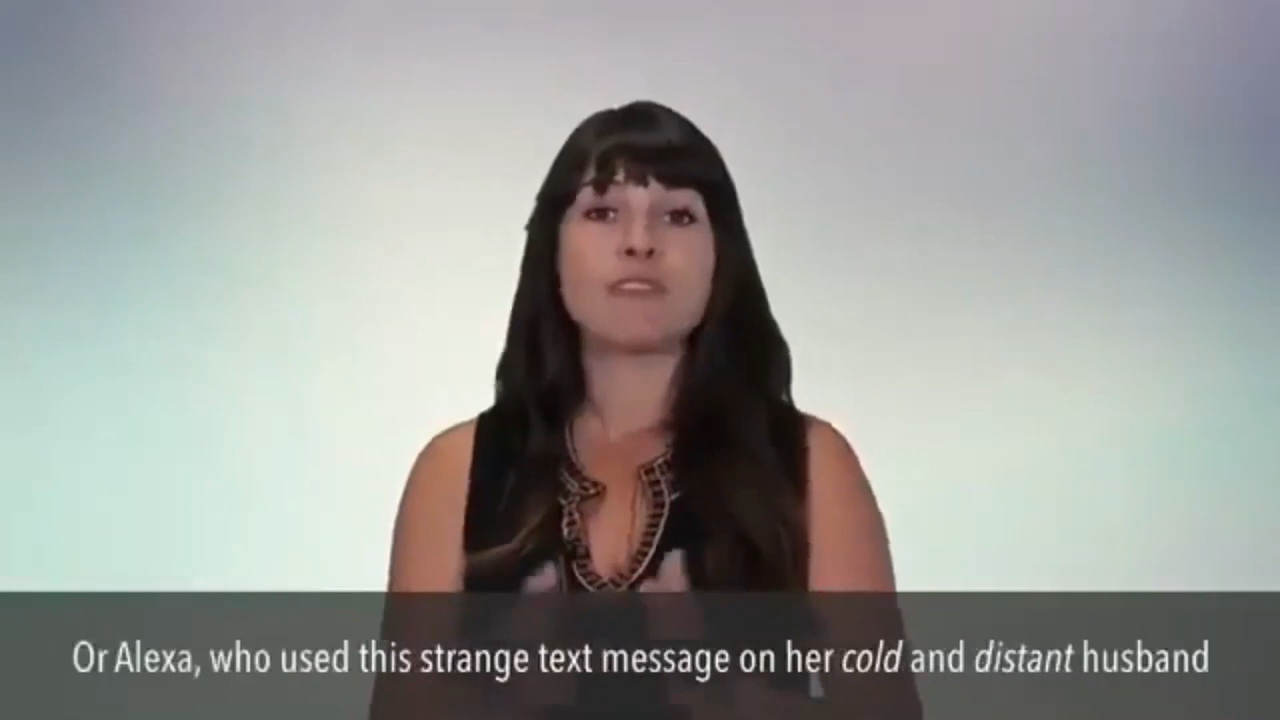 Or Alexa, who used this strange text message on her cold and distant husband